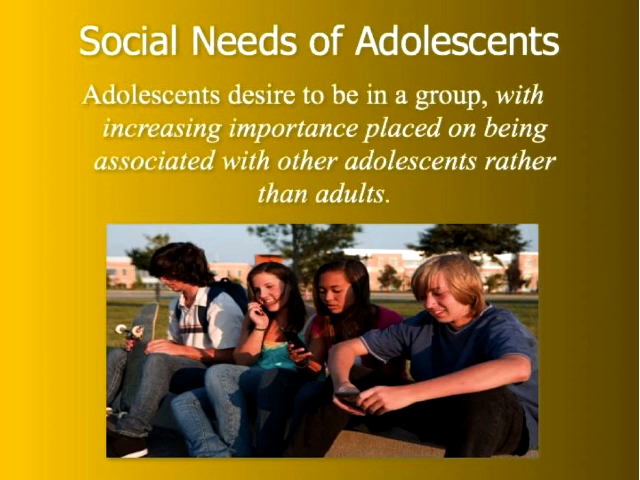 Social Needs of Adolescents
Adolescents desire to be in a group, with
increasing importance placed on being
associated with other adolescents rather
than adults.